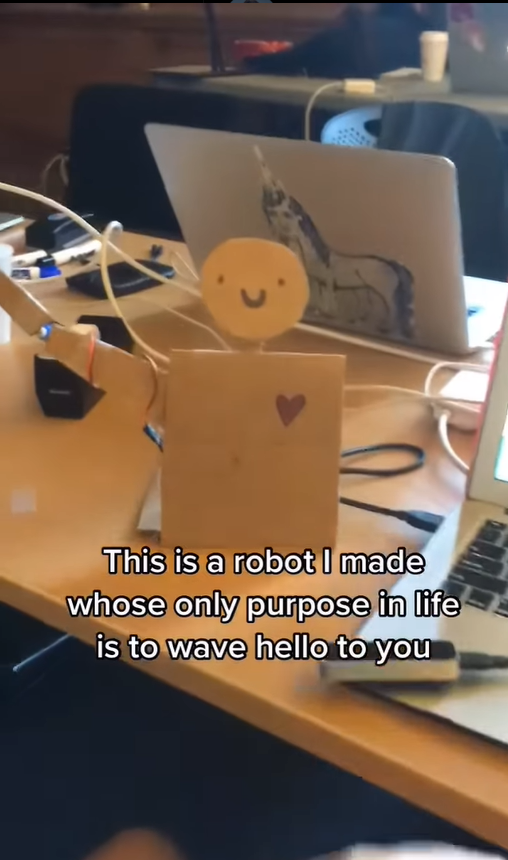 This is a robot I made
whose only purpose in life
is to wave hello to you